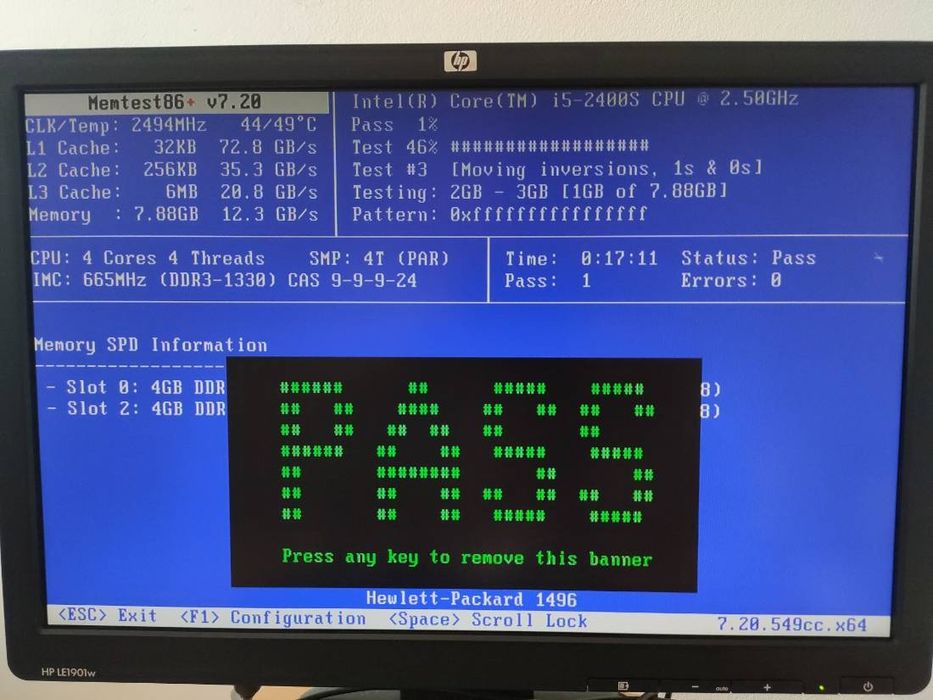 hp
Memtest86+ v7.20
Intel(R) Core(TM) i5-2400S CPU @ 2.50GHz
CLK/Temp: 2494MHz 44/49°C
Pass 1%
L1 Cache: 32KB 72.8 GB/s
Test 46% ##################
L2 Cache: 256KB 35.3 GB/s
Test #3 [Moving inversions, 1s & 0s]
L3 Cache: 6MB 20.8 GB/s
Testing: 2GB - 3GB [1GB of 7.88GB]
Memory : 7.88GB 12.3 GB/s
Pattern: 0xffffffffffffffff
CPU: 4 Cores 4 Threads SMP: 4T (PAR)
Time: 0:17:11 Status: Pass
IMC: 665MHz (DDR3-1330) CAS 9-9-9-24
Pass: 1 Errors: 0
Memory SPD Information
- Slot 0: 4GB DDR
8)
- Slot 2: 4GB DDR
8)
PASS
Press any key to remove this banner
Hewlett-Packard 1496
<ESC> Exit <F1> Configuration <Space> Scroll Lock
7.20.549cc.x64
HP LE1901w
auto